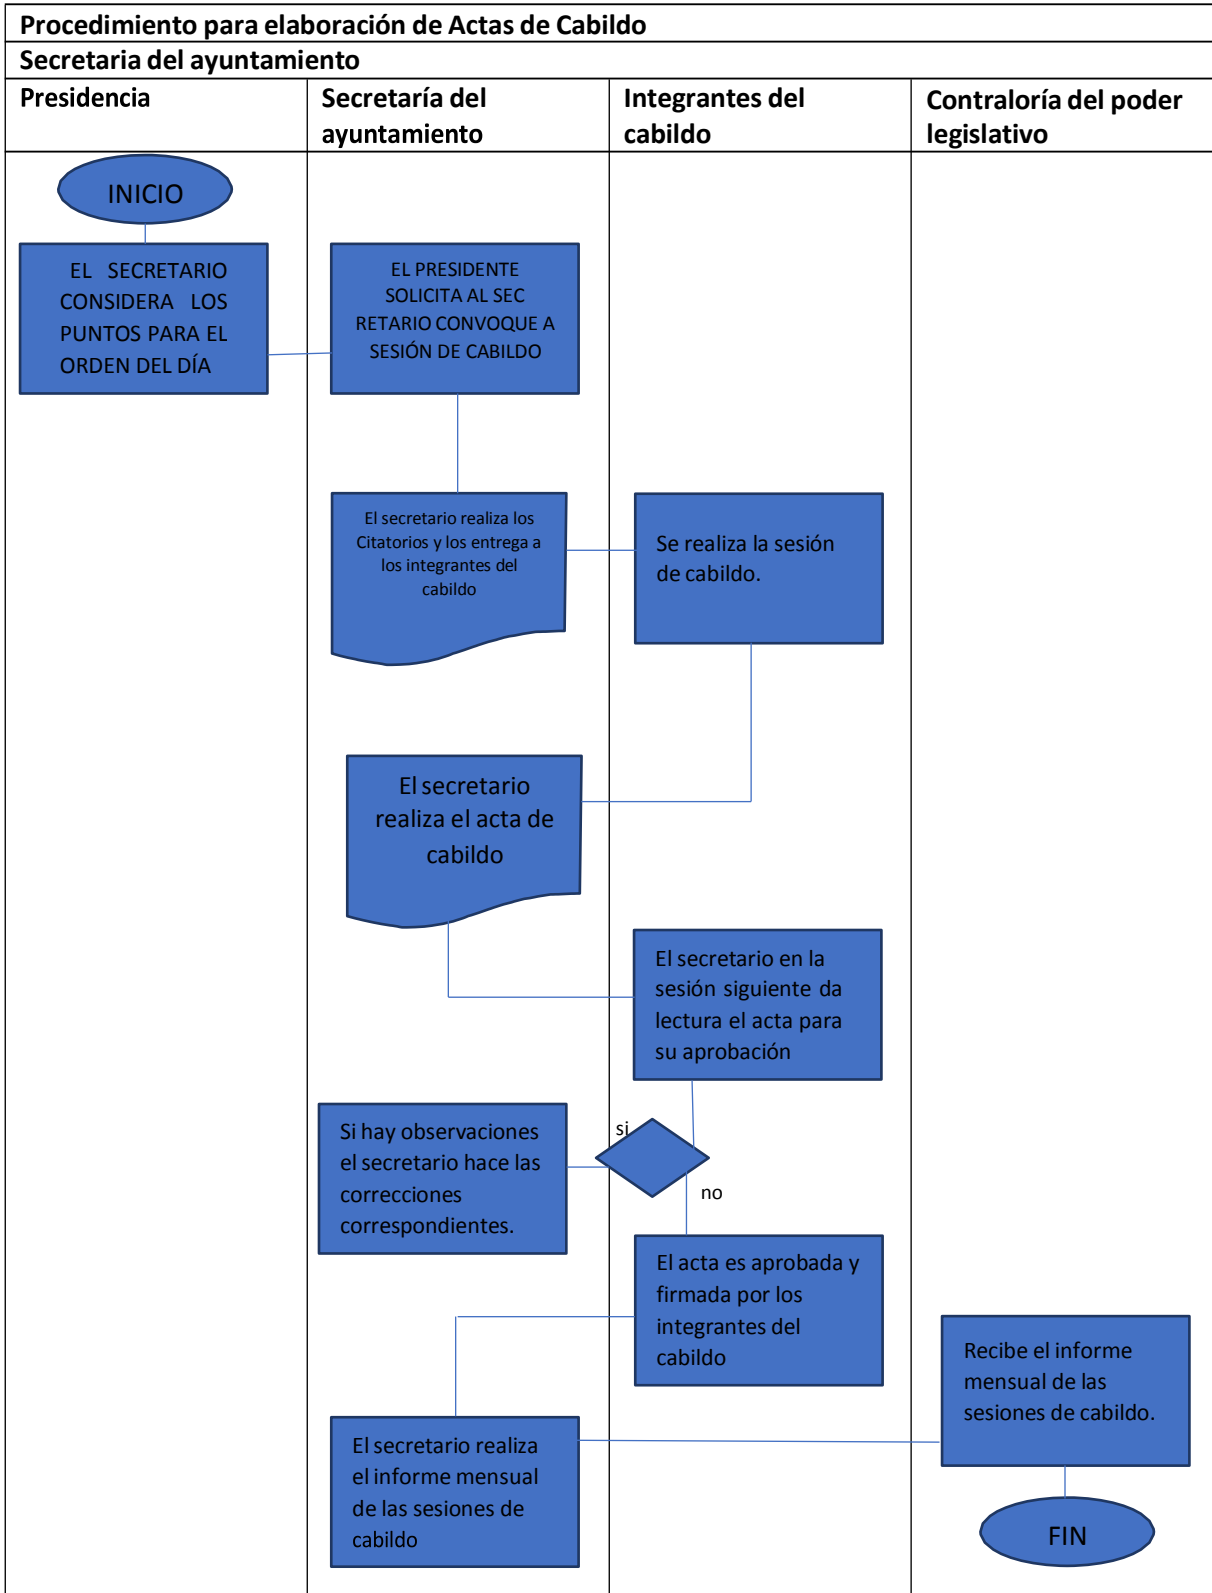 Procedimiento para elaboración de Actas de Cabildo
Secretaria del ayuntamiento
Presidencia
Secretaría del
ayuntamiento
Integrantes del
cabildo
Contraloría del poder
legislativo
INICIO
EL SECRETARIO
CONSIDERA LOS
PUNTOS PARA EL
ORDEN DEL DÍA
EL PRESIDENTE
SOLICITA AL SEC
RETARIO CONVOQUE A
SESIÓN DE CABILDO
El secretario realiza los
Citatorios y los entrega a
los integrantes del
cabildo
Se realiza la sesión
de cabildo.
El secretario
realiza el acta de
cabildo
El secretario en la
sesión siguiente da
lectura el acta para
su aprobación
Si hay observaciones
el secretario hace las
correcciones
correspondientes.
si
no
El acta es aprobada y
firmada por los
integrantes del
cabildo
El secretario realiza
el informe mensual
de las sesiones de
cabildo
Recibe el informe
mensual de las
sesiones de cabildo.
FIN